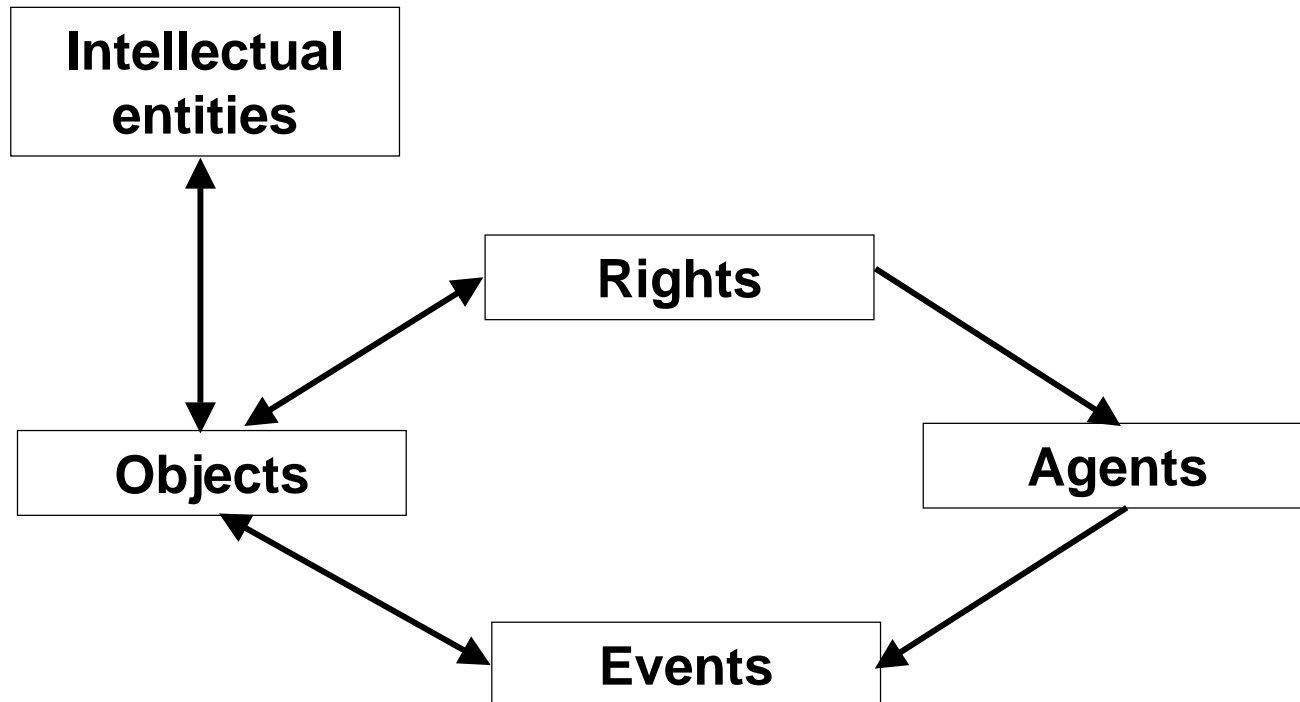 Intellectual
entities
Rights
Objects
Agents
Events